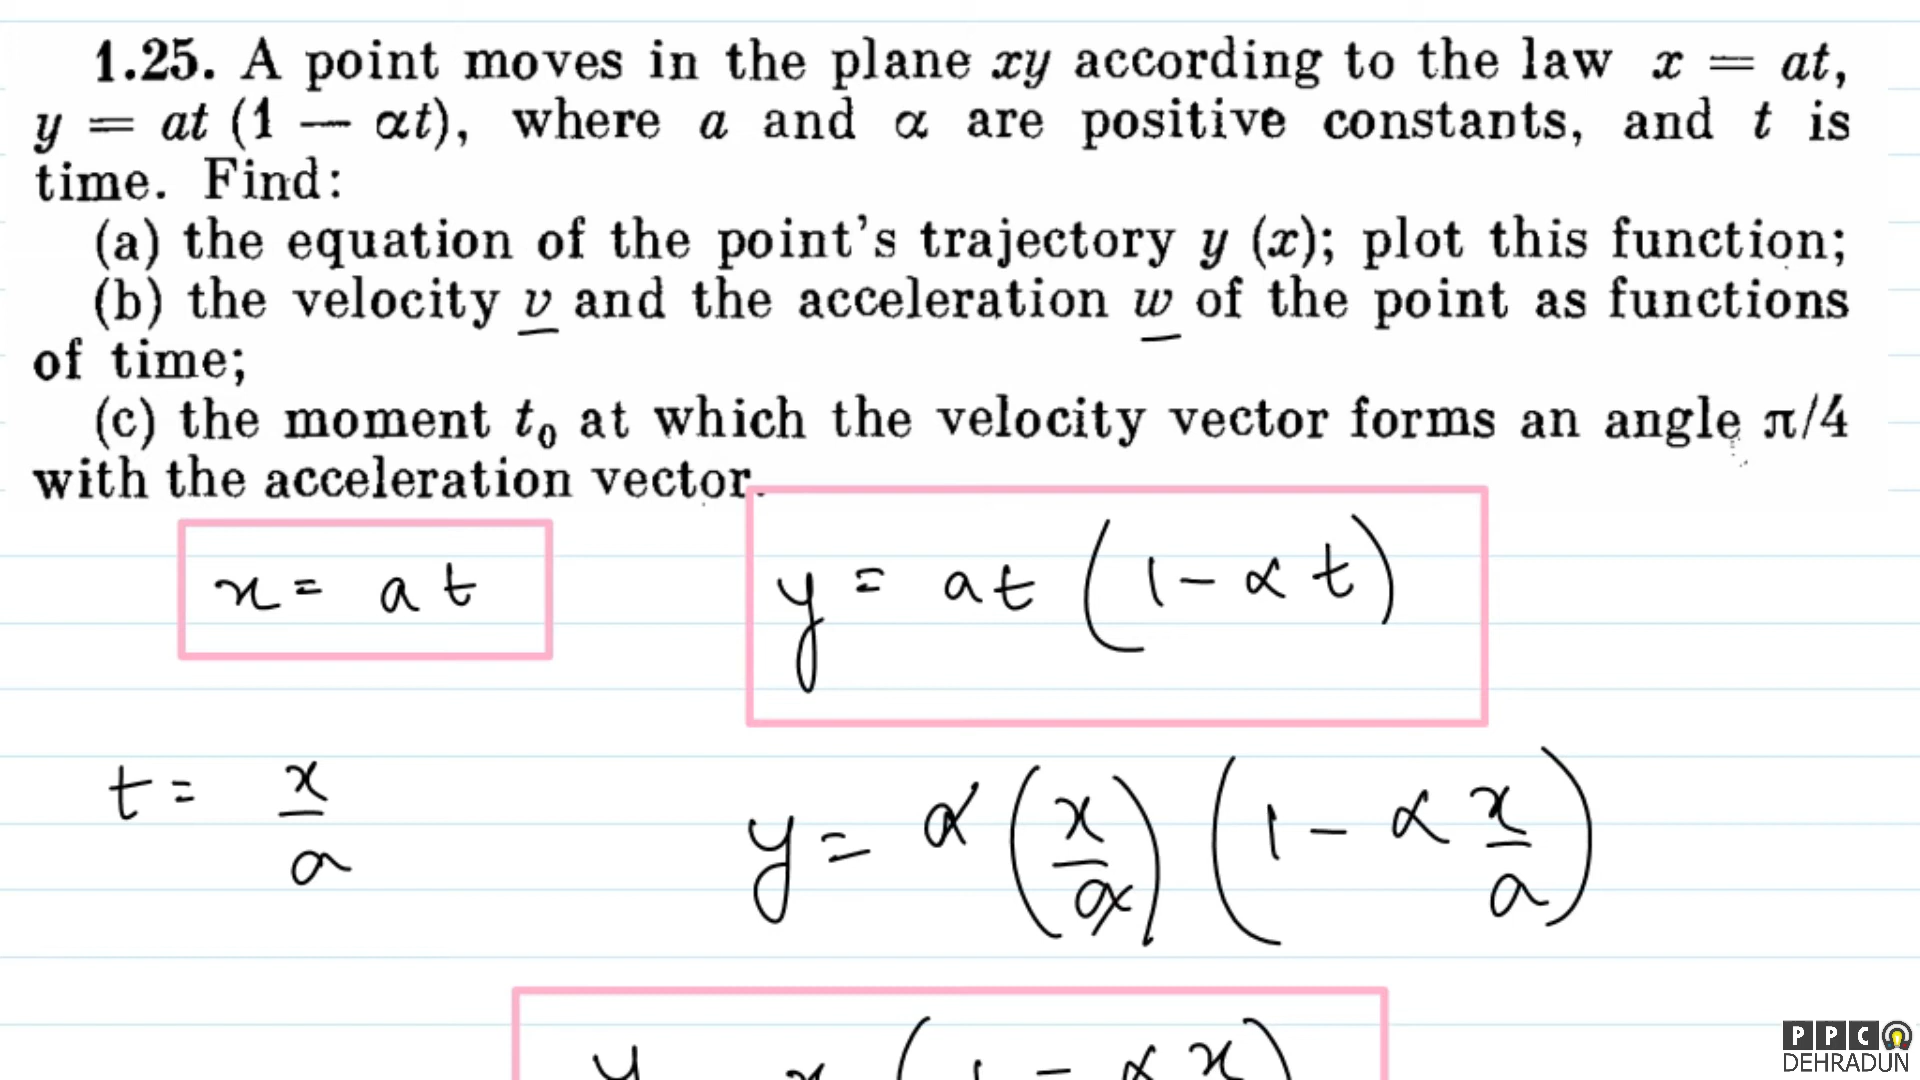 1.25. A point moves in the plane xy according to the law x = at,
y = at (1 — αt), where a and α are positive constants, and t is
time. Find:
(a) the equation of the point's trajectory y (x); plot this function;
(b) the velocity v and the acceleration w of the point as functions
of time;
(c) the moment t₀ at which the velocity vector forms an angle π/4
with the acceleration vector.
x = at
y = at (1 - αt)
t = x/a
y = a (x/a) (1 - α x/a)
y x (1 - α x)
PPC
DEHRADUN